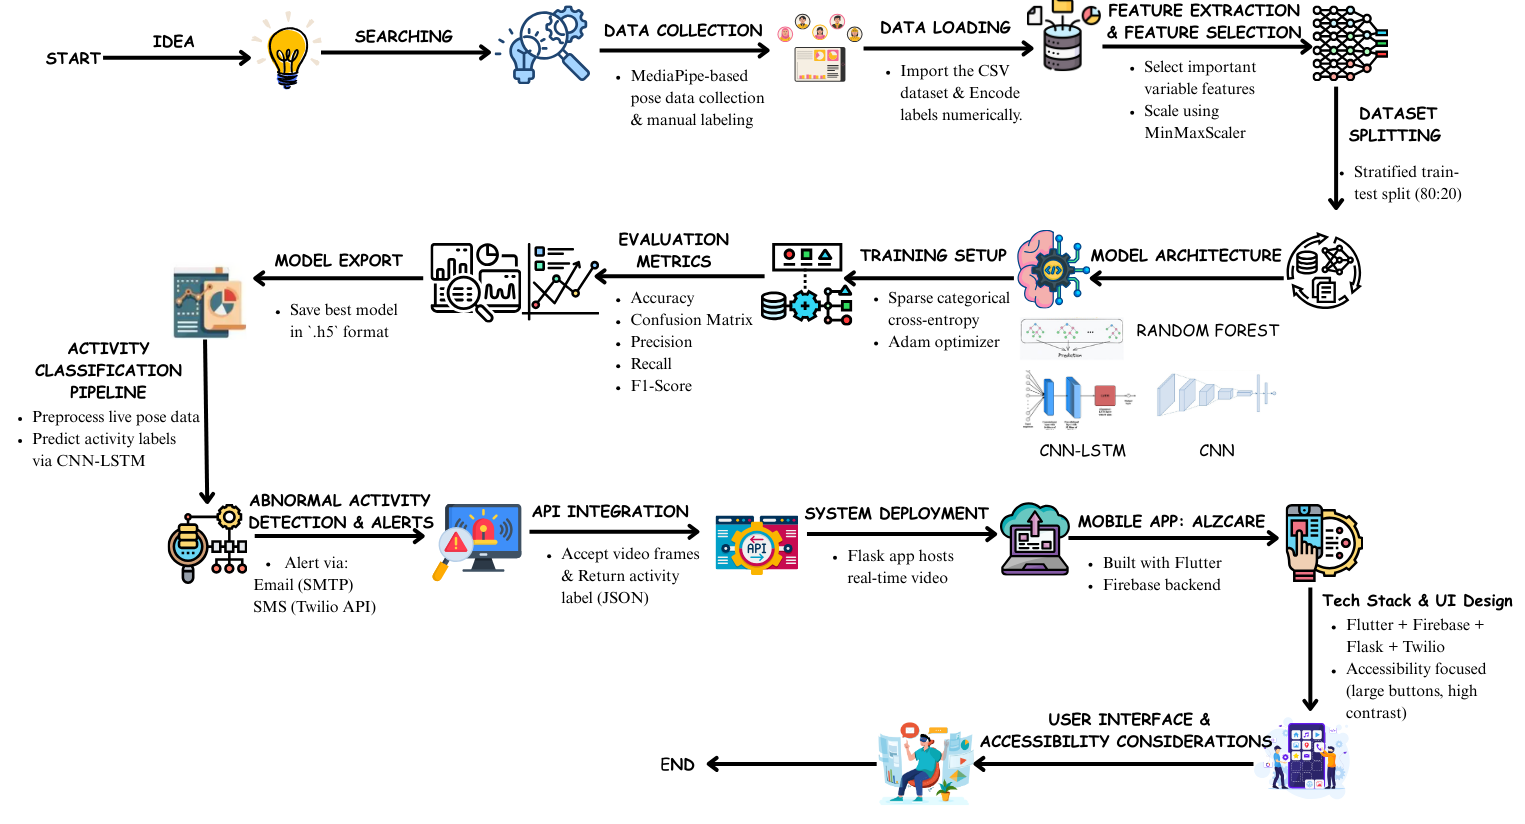 START
IDEA
SEARCHING
DATA COLLECTION
• MediaPipe-based
pose data collection
& manual labeling
DATA LOADING
• Import the CSV
dataset & Encode
labels numerically.
FEATURE EXTRACTION
& FEATURE SELECTION
• Select important
variable features
• Scale using
MinMaxScaler
DATASET
SPLITTING
• Stratified train-
test split (80:20)
MODEL ARCHITECTURE
RANDOM FOREST
Prediction
CNN-LSTM
CNN
TRAINING SETUP
• Sparse categorical
cross-entropy
• Adam optimizer
EVALUATION
METRICS
• Accuracy
• Confusion Matrix
• Precision
• Recall
• F1-Score
MODEL EXPORT
• Save best model
in `.h5` format
ACTIVITY
CLASSIFICATION
PIPELINE
• Preprocess live pose data
• Predict activity labels
via CNN-LSTM
ABNORMAL ACTIVITY
DETECTION & ALERTS
• Alert via:
Email (SMTP)
SMS (Twilio API)
API INTEGRATION
• Accept video frames
& Return activity
label (JSON)
API
SYSTEM DEPLOYMENT
• Flask app hosts
real-time video
MOBILE APP: ALZCARE
• Built with Flutter
• Firebase backend
Tech Stack & UI Design
• Flutter + Firebase +
Flask + Twilio
• Accessibility focused
(large buttons, high
contrast)
USER INTERFACE &
ACCESSIBILITY CONSIDERATIONS
END